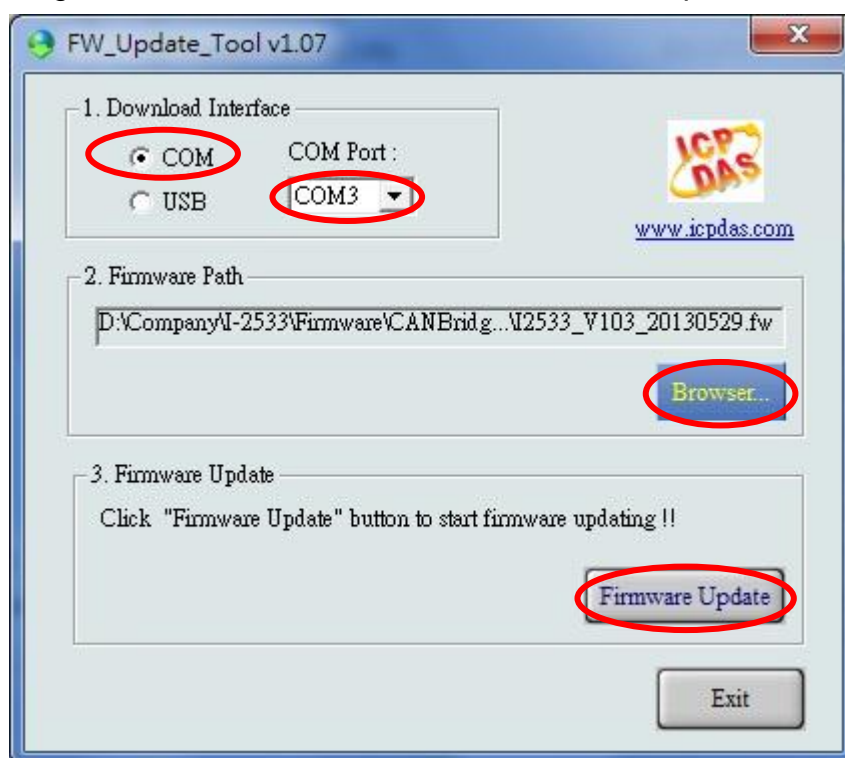 FW_Update_Tool v1.07
1. Download Interface
COM
COM Port :
USB
COM3
ICP
DAS
www.icpdas.com
2. Firmware Path
D:\Company\I-2533\Firmware\CANBridg...\I2533_V103_20130529.fw
Browser...
3. Firmware Update
Click "Firmware Update" button to start firmware updating !!
Firmware Update
Exit